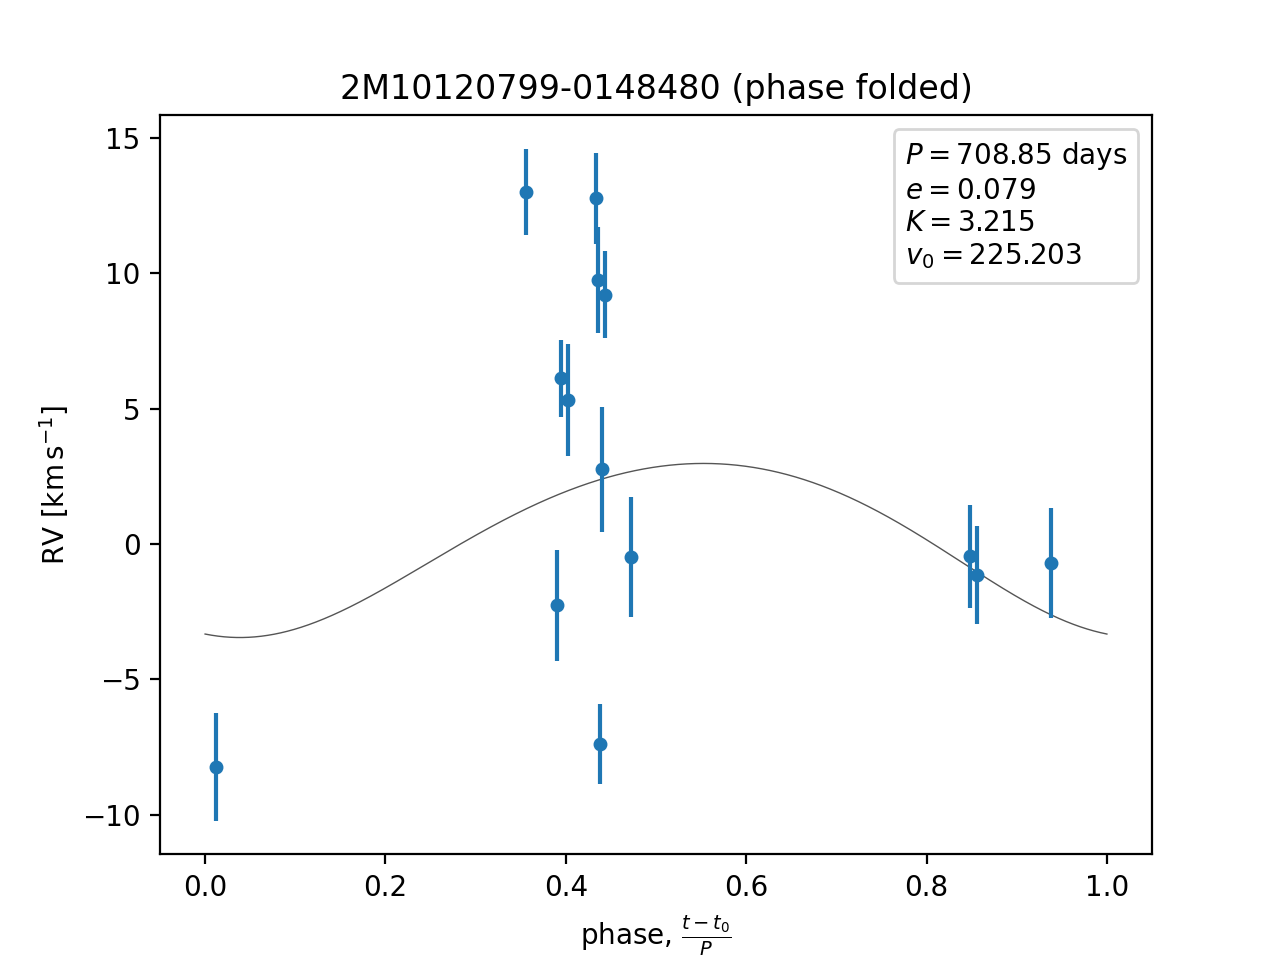 2M10120799-0148480 (phase folded)
P = 708.85 days
e = 0.079
K = 3.215
v₀ = 225.203
15
10
5
0
−5
−10
RV [km s⁻¹]
0.0 0.2 0.4 0.6 0.8 1.0
phase, (t − t₀)/P